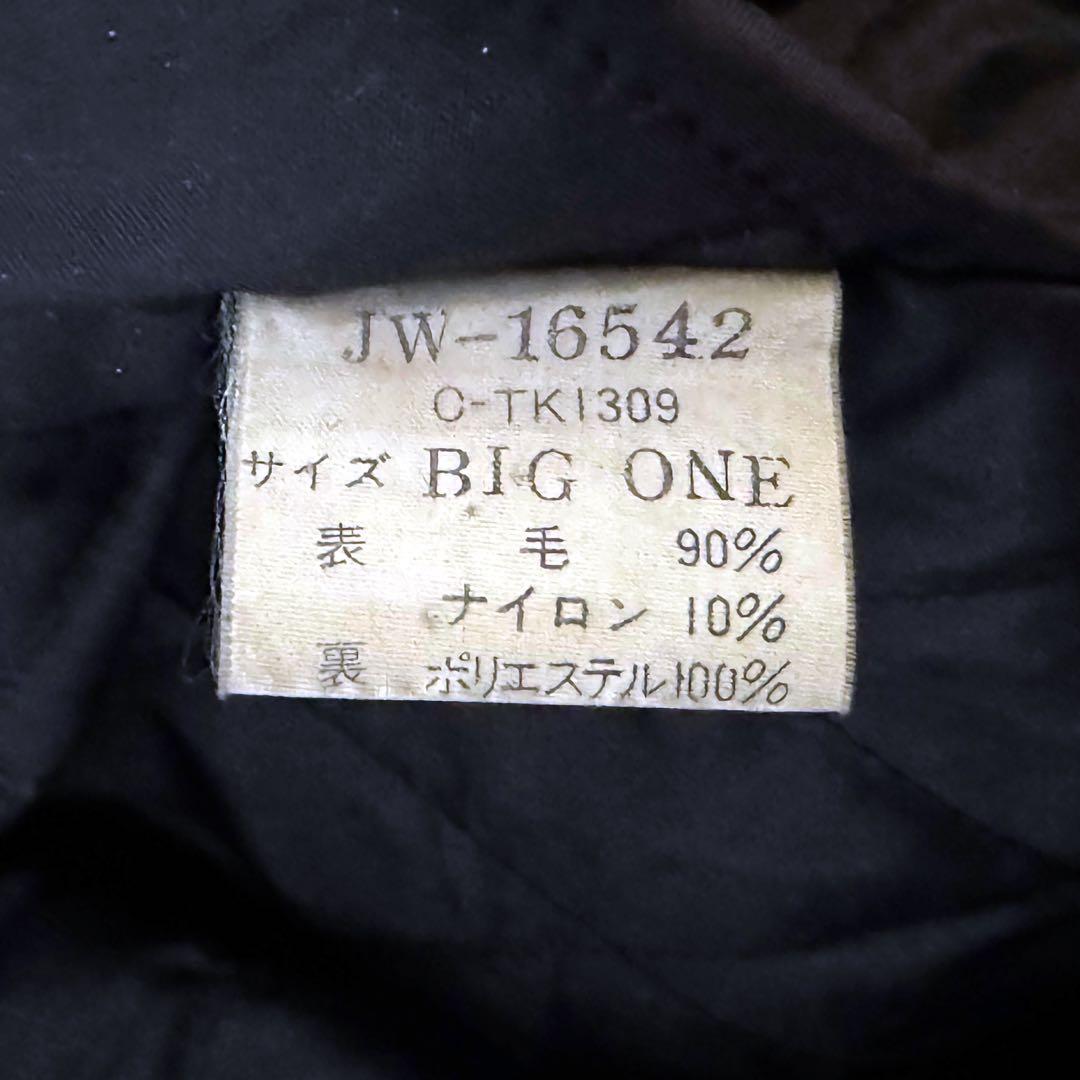 JW-16542
C-TK1309
サイズ BIG ONE
表 毛 90%
ナイロン 10%
裏 ポリエステル100%